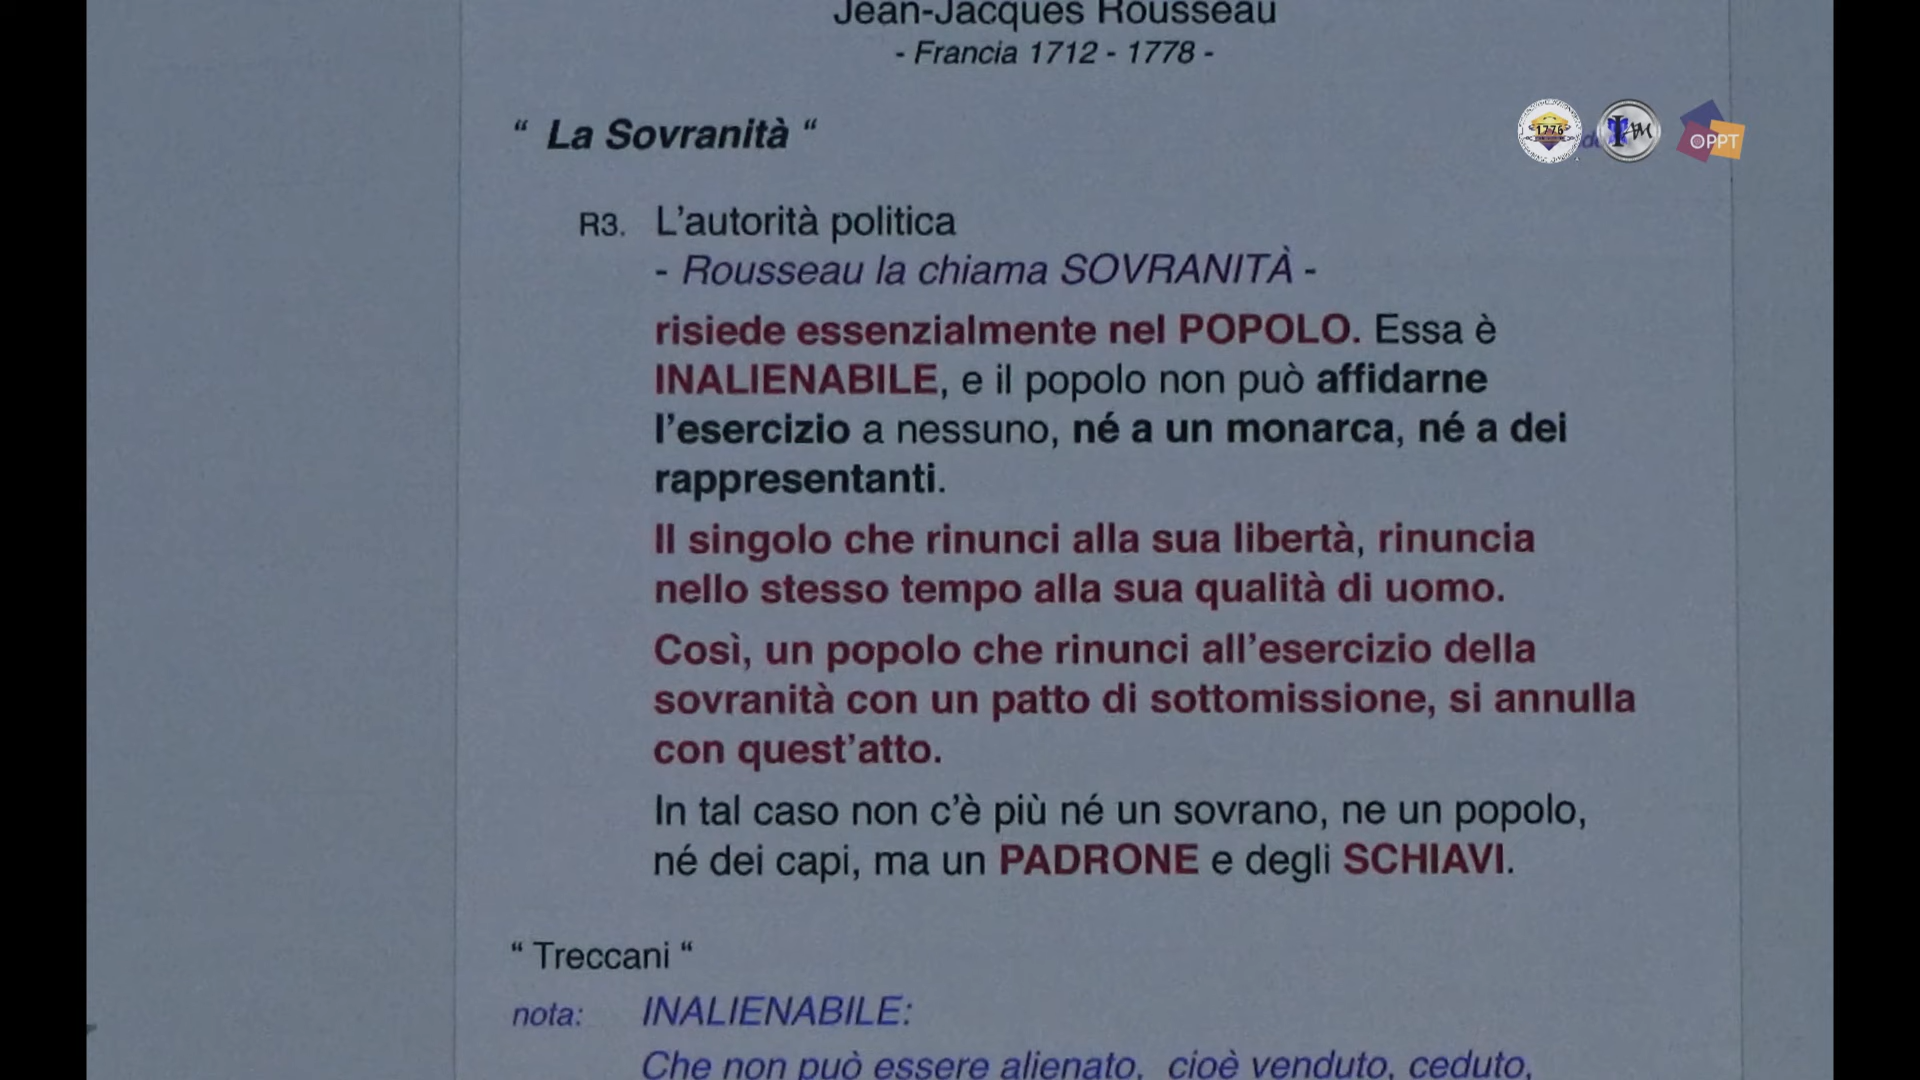 Jean-Jacques Rousseau
- Francia 1712 - 1778 -
“ La Sovranità “
1776
IAM
OPPT
R3. L’autorità politica
- Rousseau la chiama SOVRANITÀ -
risiede essenzialmente nel POPOLO. Essa è
INALIENABILE, e il popolo non può affidarne
l’esercizio a nessuno, né a un monarca, né a dei
rappresentanti.
Il singolo che rinunci alla sua libertà, rinuncia
nello stesso tempo alla sua qualità di uomo.
Così, un popolo che rinunci all’esercizio della
sovranità con un patto di sottomissione, si annulla
con quest’atto.
In tal caso non c’è più né un sovrano, ne un popolo,
né dei capi, ma un PADRONE e degli SCHIAVI.
“ Treccani “
nota: INALIENABILE:
Che non può essere alienato, cioè venduto, ceduto,